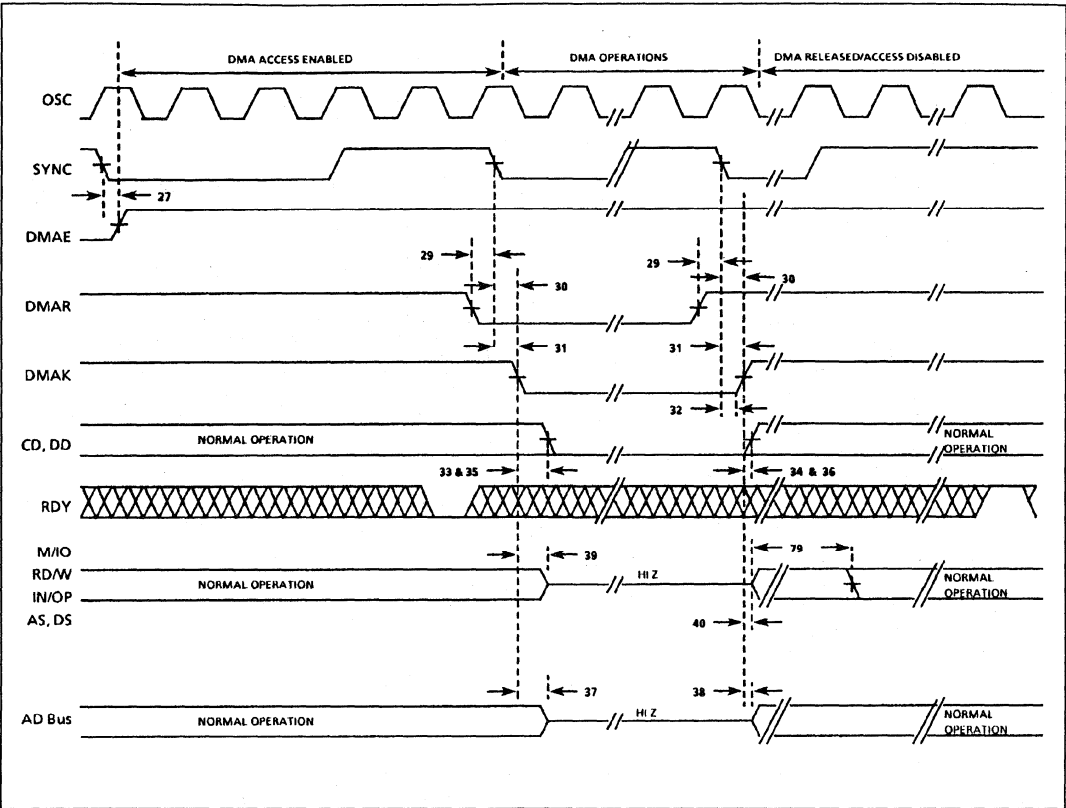 DMA ACCESS ENABLED DMA OPERATIONS DMA RELEASED/ACCESS DISABLED
OSC
SYNC
27
DMAE
29 29
30 30
DMAR
31 31
DMAK
32
CD, DD NORMAL OPERATION NORMAL OPERATION
33 & 35 34 & 36
RDY
M/IO
39 79
RD/W NORMAL OPERATION HI Z NORMAL OPERATION
IN/OP
AS, DS
40
37 38
AD Bus NORMAL OPERATION HI Z NORMAL OPERATION